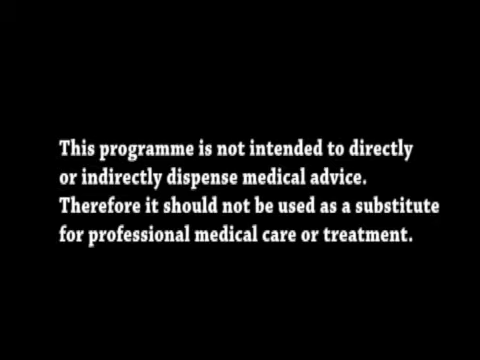 This programme is not intended to directly
or indirectly dispense medical advice.
Therefore it should not be used as a substitute
for professional medical care or treatment.